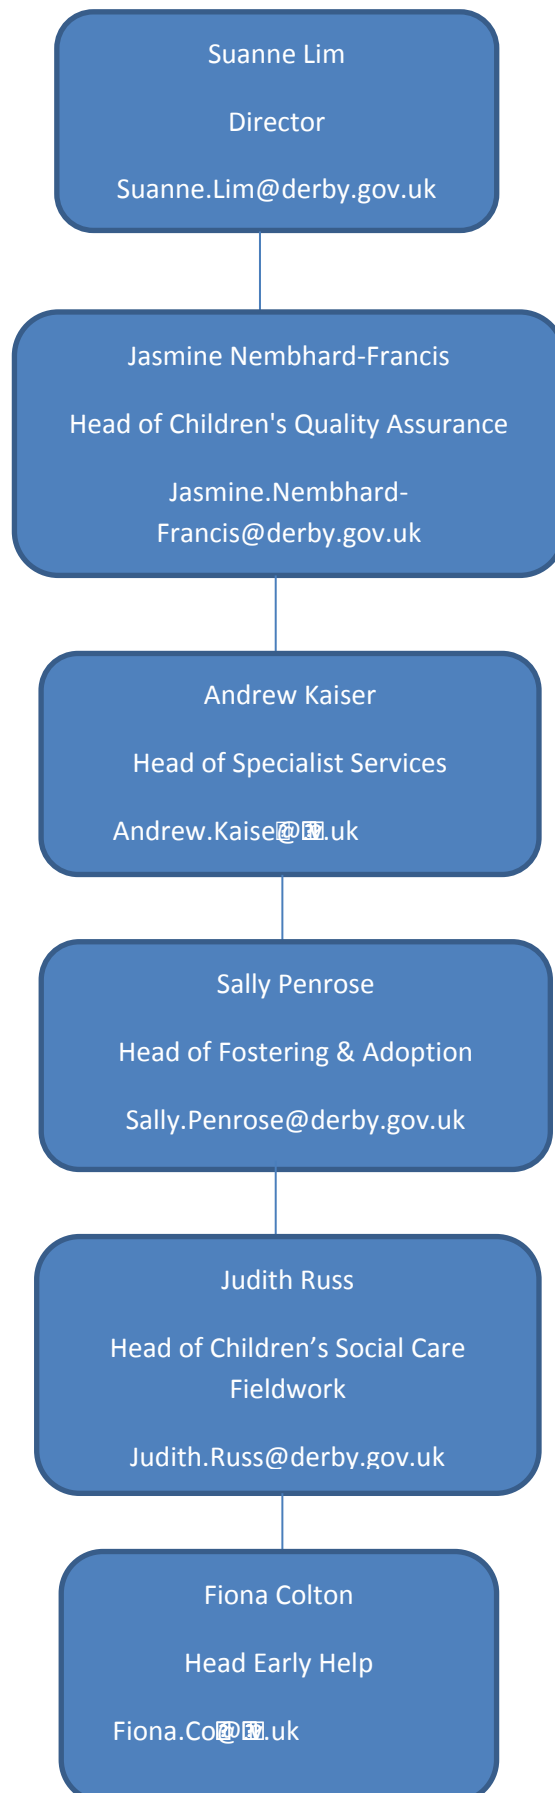 Suanne Lim
Director
Suanne.Lim@derby.gov.uk
Jasmine Nembhard-Francis
Head of Children's Quality Assurance
Jasmine.Nembhard-
Francis@derby.gov.uk
Andrew Kaiser
Head of Specialist Services
Sally Penrose
Head of Fostering & Adoption
Sally.Penrose@derby.gov.uk
Judith Russ
Head of Children’s Social Care
Fieldwork
Judith.Russ@derby.gov.uk
Fiona Colton
Head Early Help